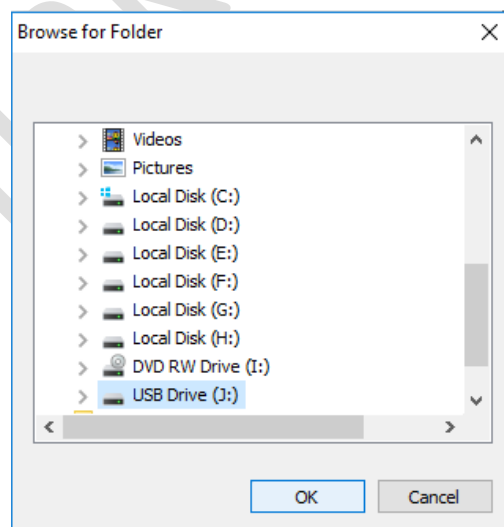 Browse for Folder
Videos
Pictures
Local Disk (C:)
Local Disk (D:)
Local Disk (E:)
Local Disk (F:)
Local Disk (G:)
Local Disk (H:)
DVD RW Drive (I:)
USB Drive (J:)
OK Cancel